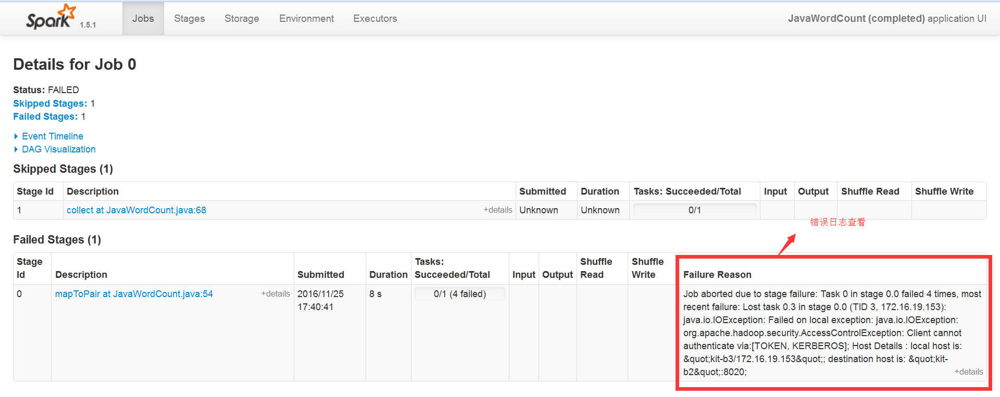 Spark 1.5.1 Jobs Stages Storage Environment Executors JavaWordCount (completed) application UI
Details for Job 0
Status: FAILED
Skipped Stages: 1
Failed Stages: 1
Event Timeline
DAG Visualization
Skipped Stages (1)
Stage Id Description Submitted Duration Tasks: Succeeded/Total Input Output Shuffle Read Shuffle Write
1 collect at JavaWordCount.java:68 +details Unknown Unknown 0/1
错误日志查看
Failed Stages (1)
Stage Id Description Submitted Duration Tasks: Succeeded/Total Input Output Shuffle Read Shuffle Write Failure Reason
0 mapToPair at JavaWordCount.java:54 +details 2016/11/25 17:40:41 8 s 0/1 (4 failed)
Job aborted due to stage failure: Task 0 in stage 0.0 failed 4 times, most
recent failure: Lost task 0.3 in stage 0.0 (TID 3, 172.16.19.153):
java.io.IOException: Failed on local exception: java.io.IOException:
org.apache.hadoop.security.AccessControlException: Client cannot
authenticate via:[TOKEN, KERBEROS]; Host Details : local host is:
&quot;kit-b3/172.16.19.153&quot;; destination host is: &quot;kit-
b2&quot;:8020;
+details